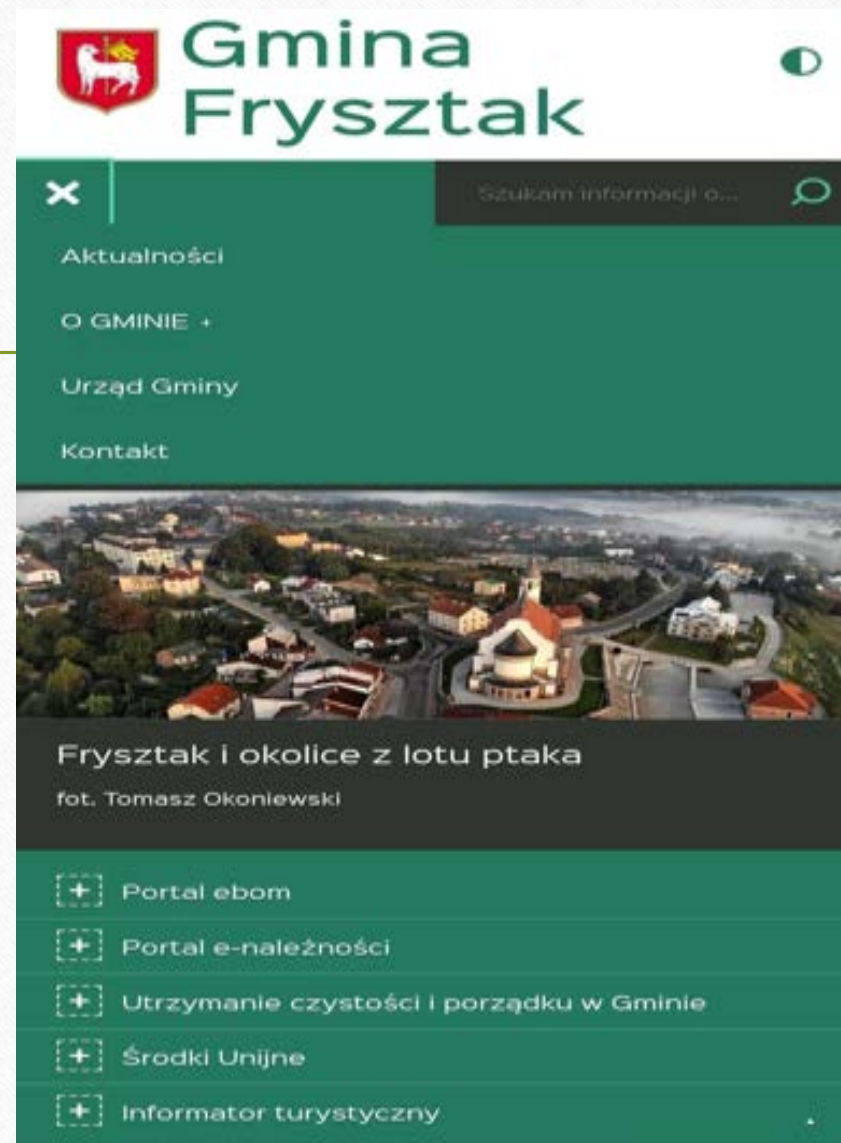 Gmina
Frysztak
Szukam informacji o...
Aktualności
O GMINIE +
Urząd Gminy
Kontakt
Frysztak i okolice z lotu ptaka
fot. Tomasz Okoniewski
Portal ebom
Portal e-należności
Utrzymanie czystości i porządku w Gminie
Środki Unijne
Informator turystyczny